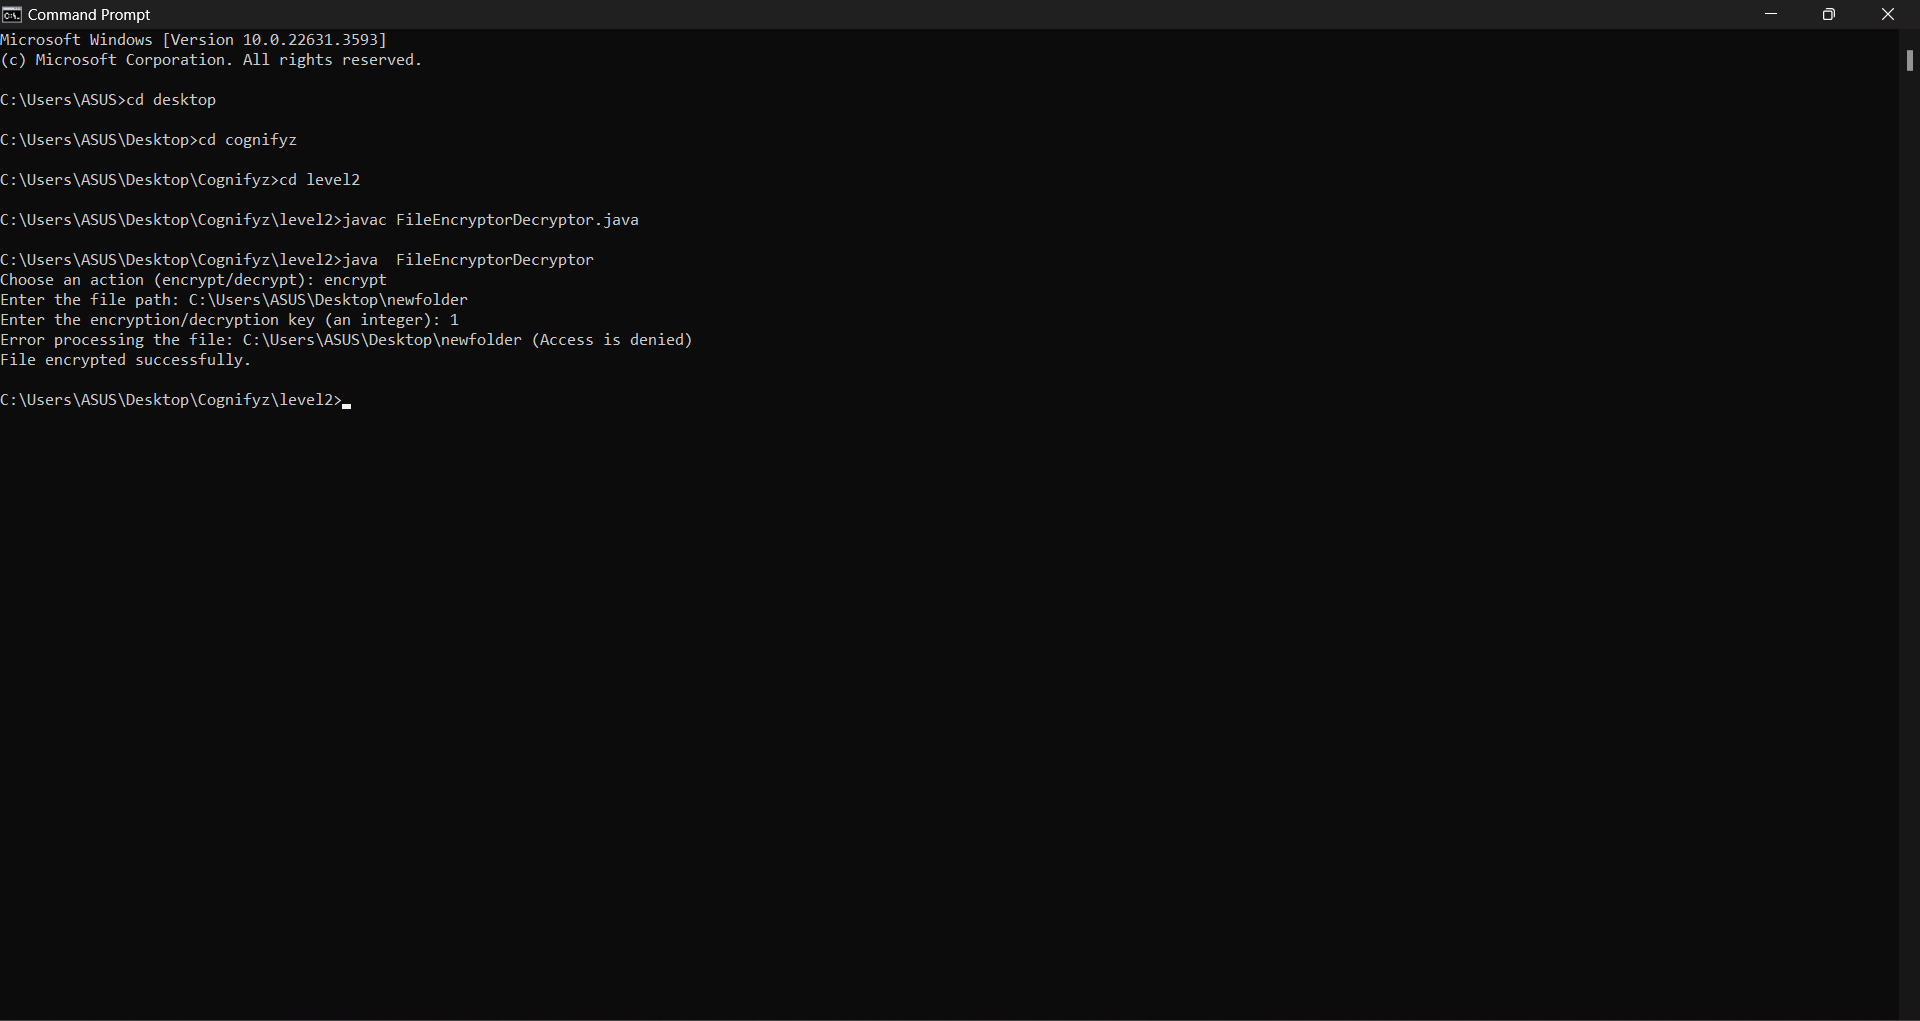 Command Prompt
Microsoft Windows [Version 10.0.22631.3593]
(c) Microsoft Corporation. All rights reserved.
C:\Users\ASUS>cd desktop
C:\Users\ASUS\Desktop>cd cognifyz
C:\Users\ASUS\Desktop\Cognifyz>cd level2
C:\Users\ASUS\Desktop\Cognifyz\level2>javac FileEncryptorDecryptor.java
C:\Users\ASUS\Desktop\Cognifyz\level2>java  FileEncryptorDecryptor
Choose an action (encrypt/decrypt): encrypt
Enter the file path: C:\Users\ASUS\Desktop\newfolder
Enter the encryption/decryption key (an integer): 1
Error processing the file: C:\Users\ASUS\Desktop\newfolder (Access is denied)
File encrypted successfully.
C:\Users\ASUS\Desktop\Cognifyz\level2>